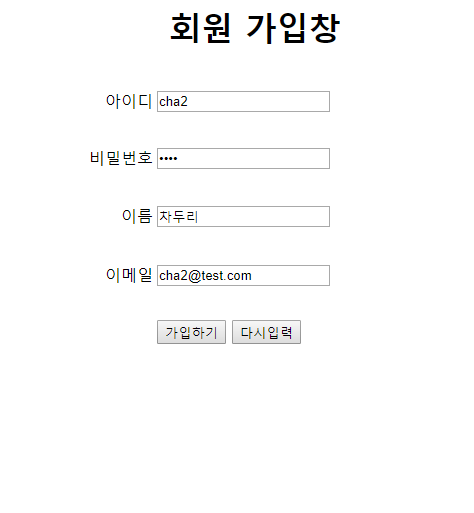 회원 가입창
아이디 cha2
비밀번호 ••••
이름 차두리
이메일 cha2@test.com
가입하기 다시입력